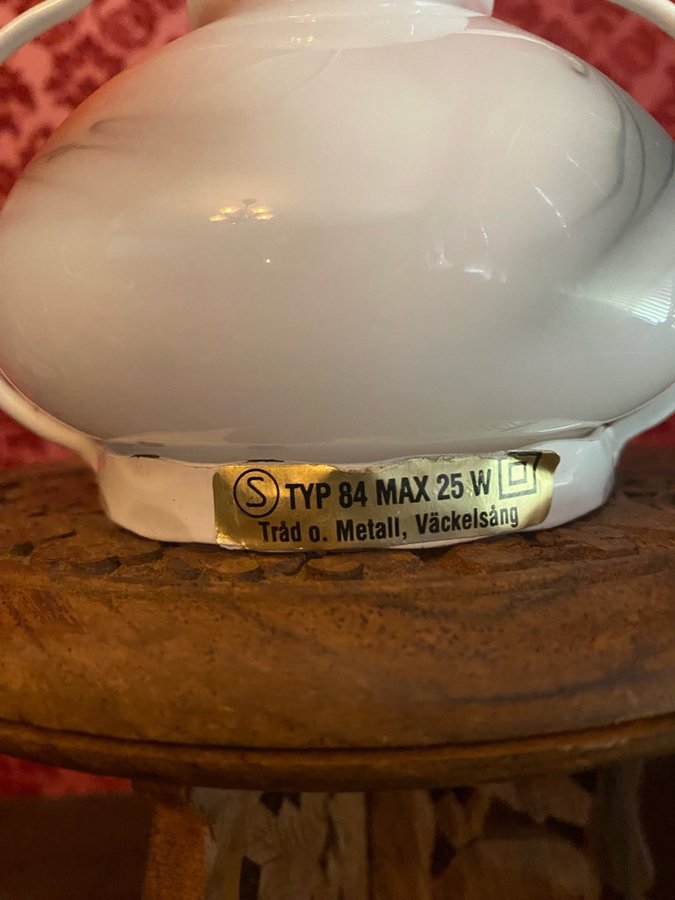 S TYP 84 MAX 25 W
Tråd o. Metall, Väckelsång